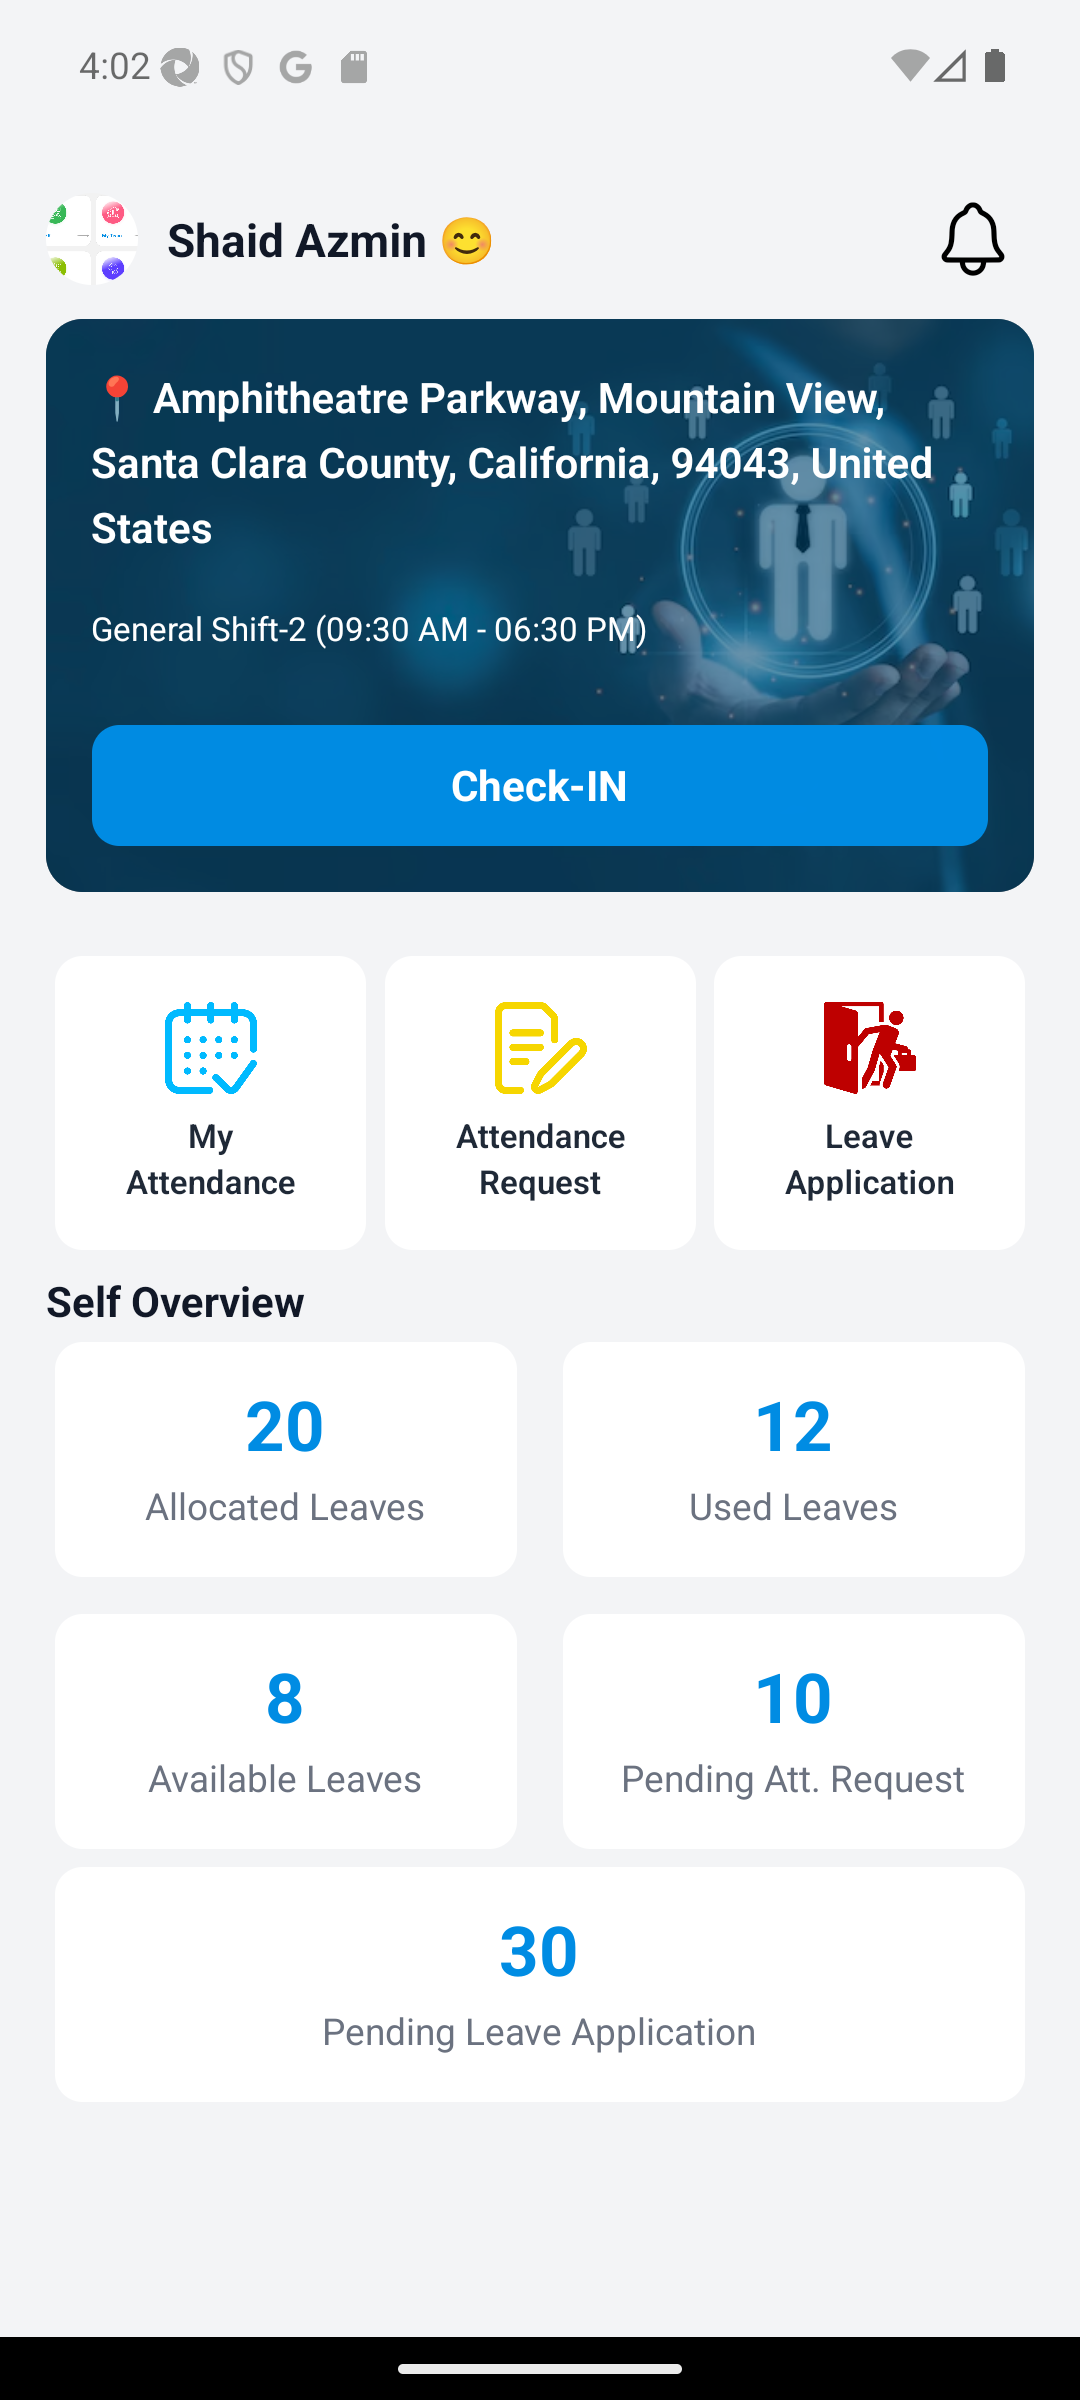 4:02
Shaid Azmin 😊
📍 Amphitheatre Parkway, Mountain View,
Santa Clara County, California, 94043, United
States
General Shift-2 (09:30 AM - 06:30 PM)
Check-IN
My
Attendance
Attendance
Request
Leave
Application
Self Overview
20
Allocated Leaves
12
Used Leaves
8
Available Leaves
10
Pending Att. Request
30
Pending Leave Application